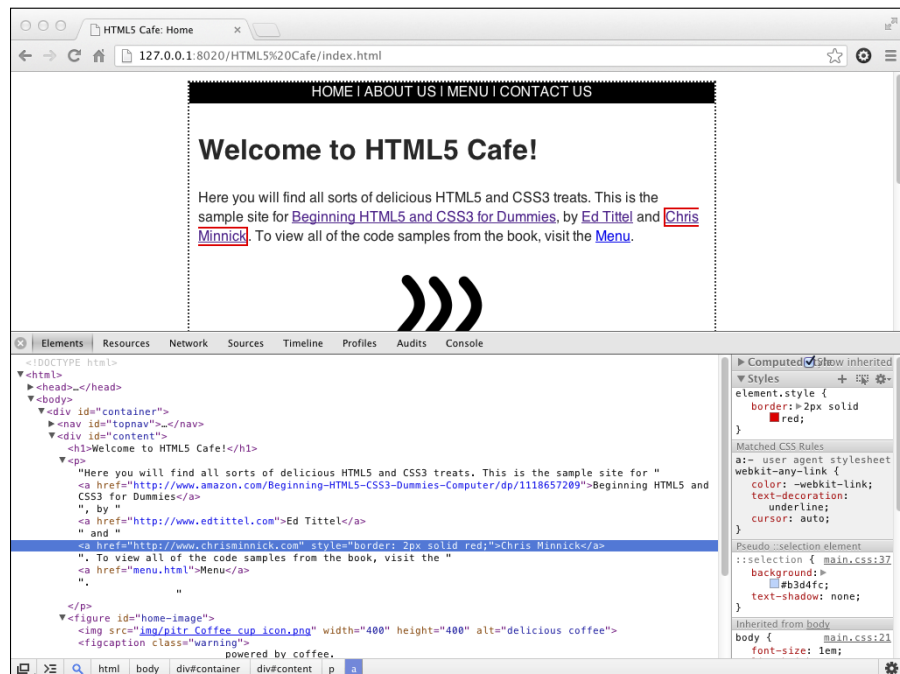 HTML5 Cafe: Home
127.0.0.1:8020/HTML5%20Cafe/index.html
HOME | ABOUT US | MENU | CONTACT US
Welcome to HTML5 Cafe!
Here you will find all sorts of delicious HTML5 and CSS3 treats. This is the
sample site for Beginning HTML5 and CSS3 for Dummies, by Ed Tittel and Chris
Minnick. To view all of the code samples from the book, visit the Menu.
Elements Resources Network Sources Timeline Profiles Audits Console
<!DOCTYPE html>
▼<html>
▶<head>…</head>
▼<body>
▼<div id="container">
▶<nav id="topnav">…</nav>
▼<div id="content">
<h1>Welcome to HTML5 Cafe!</h1>
▼<p>
"Here you will find all sorts of delicious HTML5 and CSS3 treats. This is the sample site for "
<a href="http://www.amazon.com/Beginning-HTML5-CSS3-Dummies-Computer/dp/1118657209">Beginning HTML5 and
CSS3 for Dummies</a>
", by "
<a href="http://www.edtittel.com">Ed Tittel</a>
" and "
<a href="http://www.chrisminnick.com" style="border: 2px solid red;">Chris Minnick</a>
". To view all of the code samples from the book, visit the "
<a href="menu.html">Menu</a>
".
"
</p>
▼<figure id="home-image">
<img src="img/pitr_Coffee_cup_icon.png" width="400" height="400" alt="delicious coffee">
<figcaption class="warning">
powered by coffee.
html body div#container div#content p a
▶ Computed Style Show inherited
▼ Styles
element.style {
border:▶2px solid
red;
}
Matched CSS Rules
a:- user agent stylesheet
webkit-any-link {
color: -webkit-link;
text-decoration:
underline;
cursor: auto;
}
Pseudo ::selection element
::selection { main.css:37
background:▶
#b3d4fc;
text-shadow: none;
}
Inherited from body
body { main.css:21
font-size: 1em;